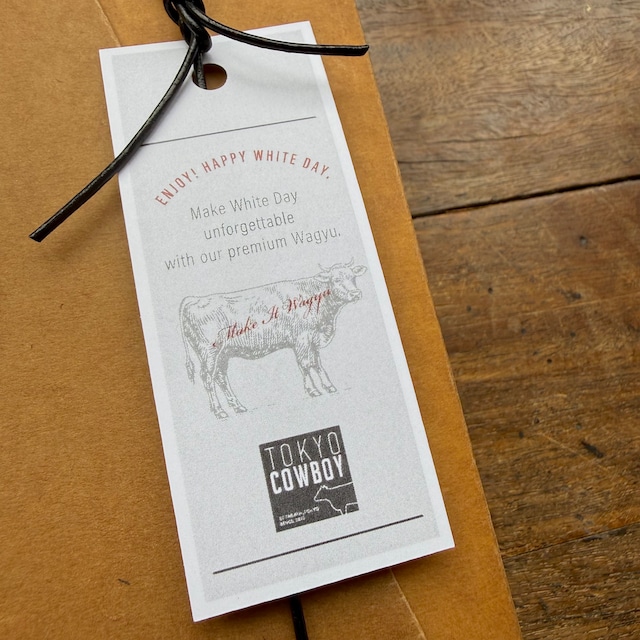 ENJOY! HAPPY WHITE DAY.
Make White Day
unforgettable
with our premium Wagyu.
Make It Wagyu
TOKYO
COWBOY